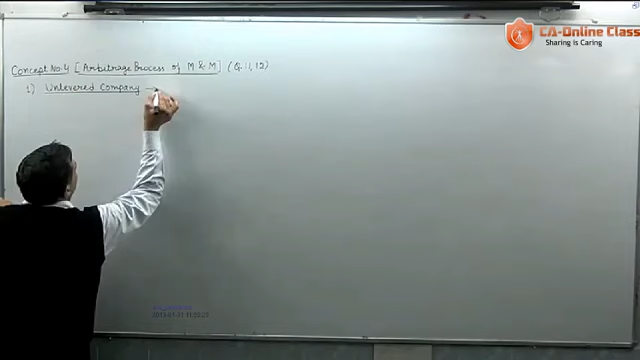 CA-Online Class
Sharing is Caring
Concept No:4 [Arbitrage Process of M & M] (Q. 11, 12)
1) Unlevered Company →